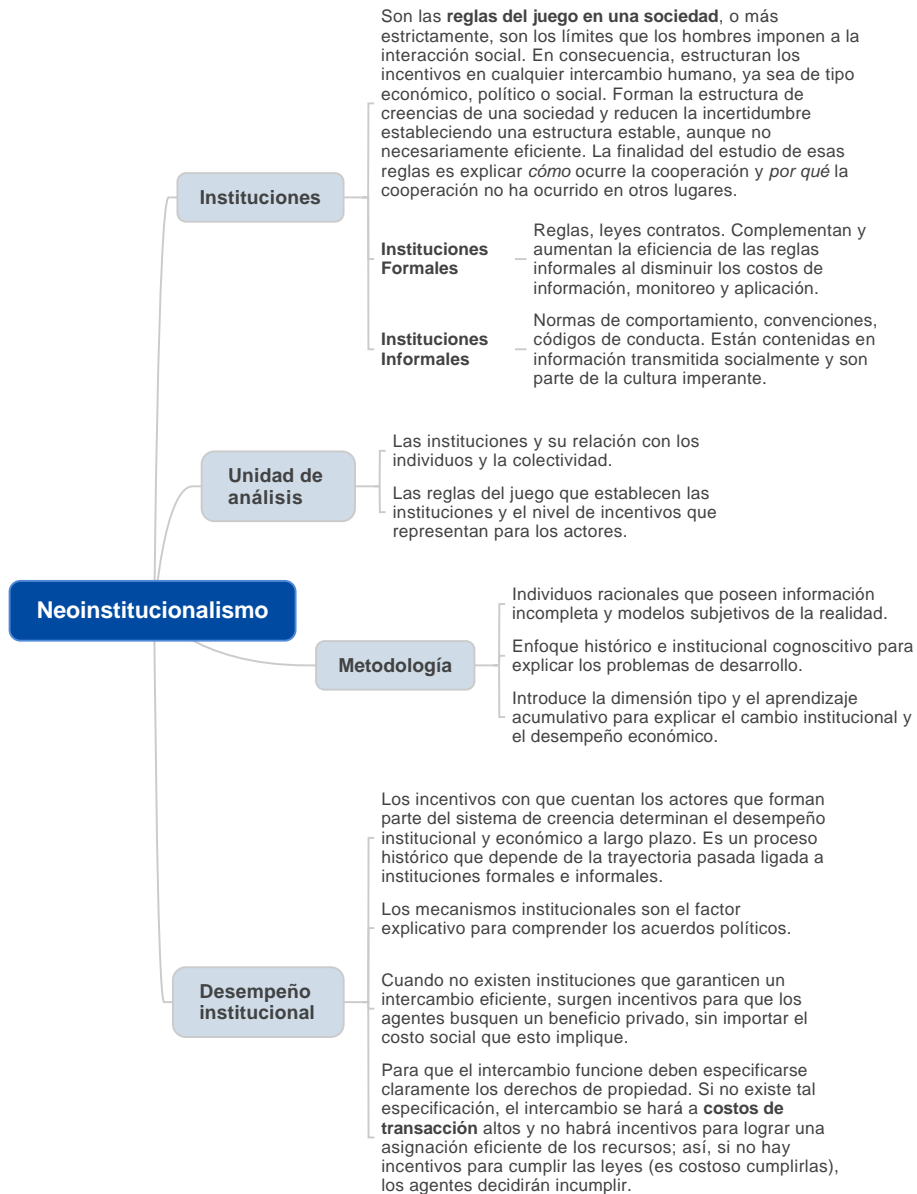 Son las reglas del juego en una sociedad, o más
estrictamente, son los límites que los hombres imponen a la
interacción social. En consecuencia, estructuran los
incentivos en cualquier intercambio humano, ya sea de tipo
económico, político o social. Forman la estructura de
creencias de una sociedad y reducen la incertidumbre
estableciendo una estructura estable, aunque no
necesariamente eficiente. La finalidad del estudio de esas
reglas es explicar cómo ocurre la cooperación y por qué la
cooperación no ha ocurrido en otros lugares.
Instituciones
Instituciones
Formales
Reglas, leyes contratos. Complementan y
aumentan la eficiencia de las reglas
informales al disminuir los costos de
información, monitoreo y aplicación.
Instituciones
Informales
Normas de comportamiento, convenciones,
códigos de conducta. Están contenidas en
información transmitida socialmente y son
parte de la cultura imperante.
Unidad de
análisis
Las instituciones y su relación con los
individuos y la colectividad.
Las reglas del juego que establecen las
instituciones y el nivel de incentivos que
representan para los actores.
Neoinstitucionalismo
Metodología
Individuos racionales que poseen información
incompleta y modelos subjetivos de la realidad.
Enfoque histórico e institucional cognoscitivo para
explicar los problemas de desarrollo.
Introduce la dimensión tipo y el aprendizaje
acumulativo para explicar el cambio institucional y
el desempeño económico.
Desempeño
institucional
Los incentivos con que cuentan los actores que forman
parte del sistema de creencia determinan el desempeño
institucional y económico a largo plazo. Es un proceso
histórico que depende de la trayectoria pasada ligada a
instituciones formales e informales.
Los mecanismos institucionales son el factor
explicativo para comprender los acuerdos políticos.
Cuando no existen instituciones que garanticen un
intercambio eficiente, surgen incentivos para que los
agentes busquen un beneficio privado, sin importar el
costo social que esto implique.
Para que el intercambio funcione deben especificarse
claramente los derechos de propiedad. Si no existe tal
especificación, el intercambio se hará a costos de
transacción altos y no habrá incentivos para lograr una
asignación eficiente de los recursos; así, si no hay
incentivos para cumplir las leyes (es costoso cumplirlas),
los agentes decidirán incumplir.